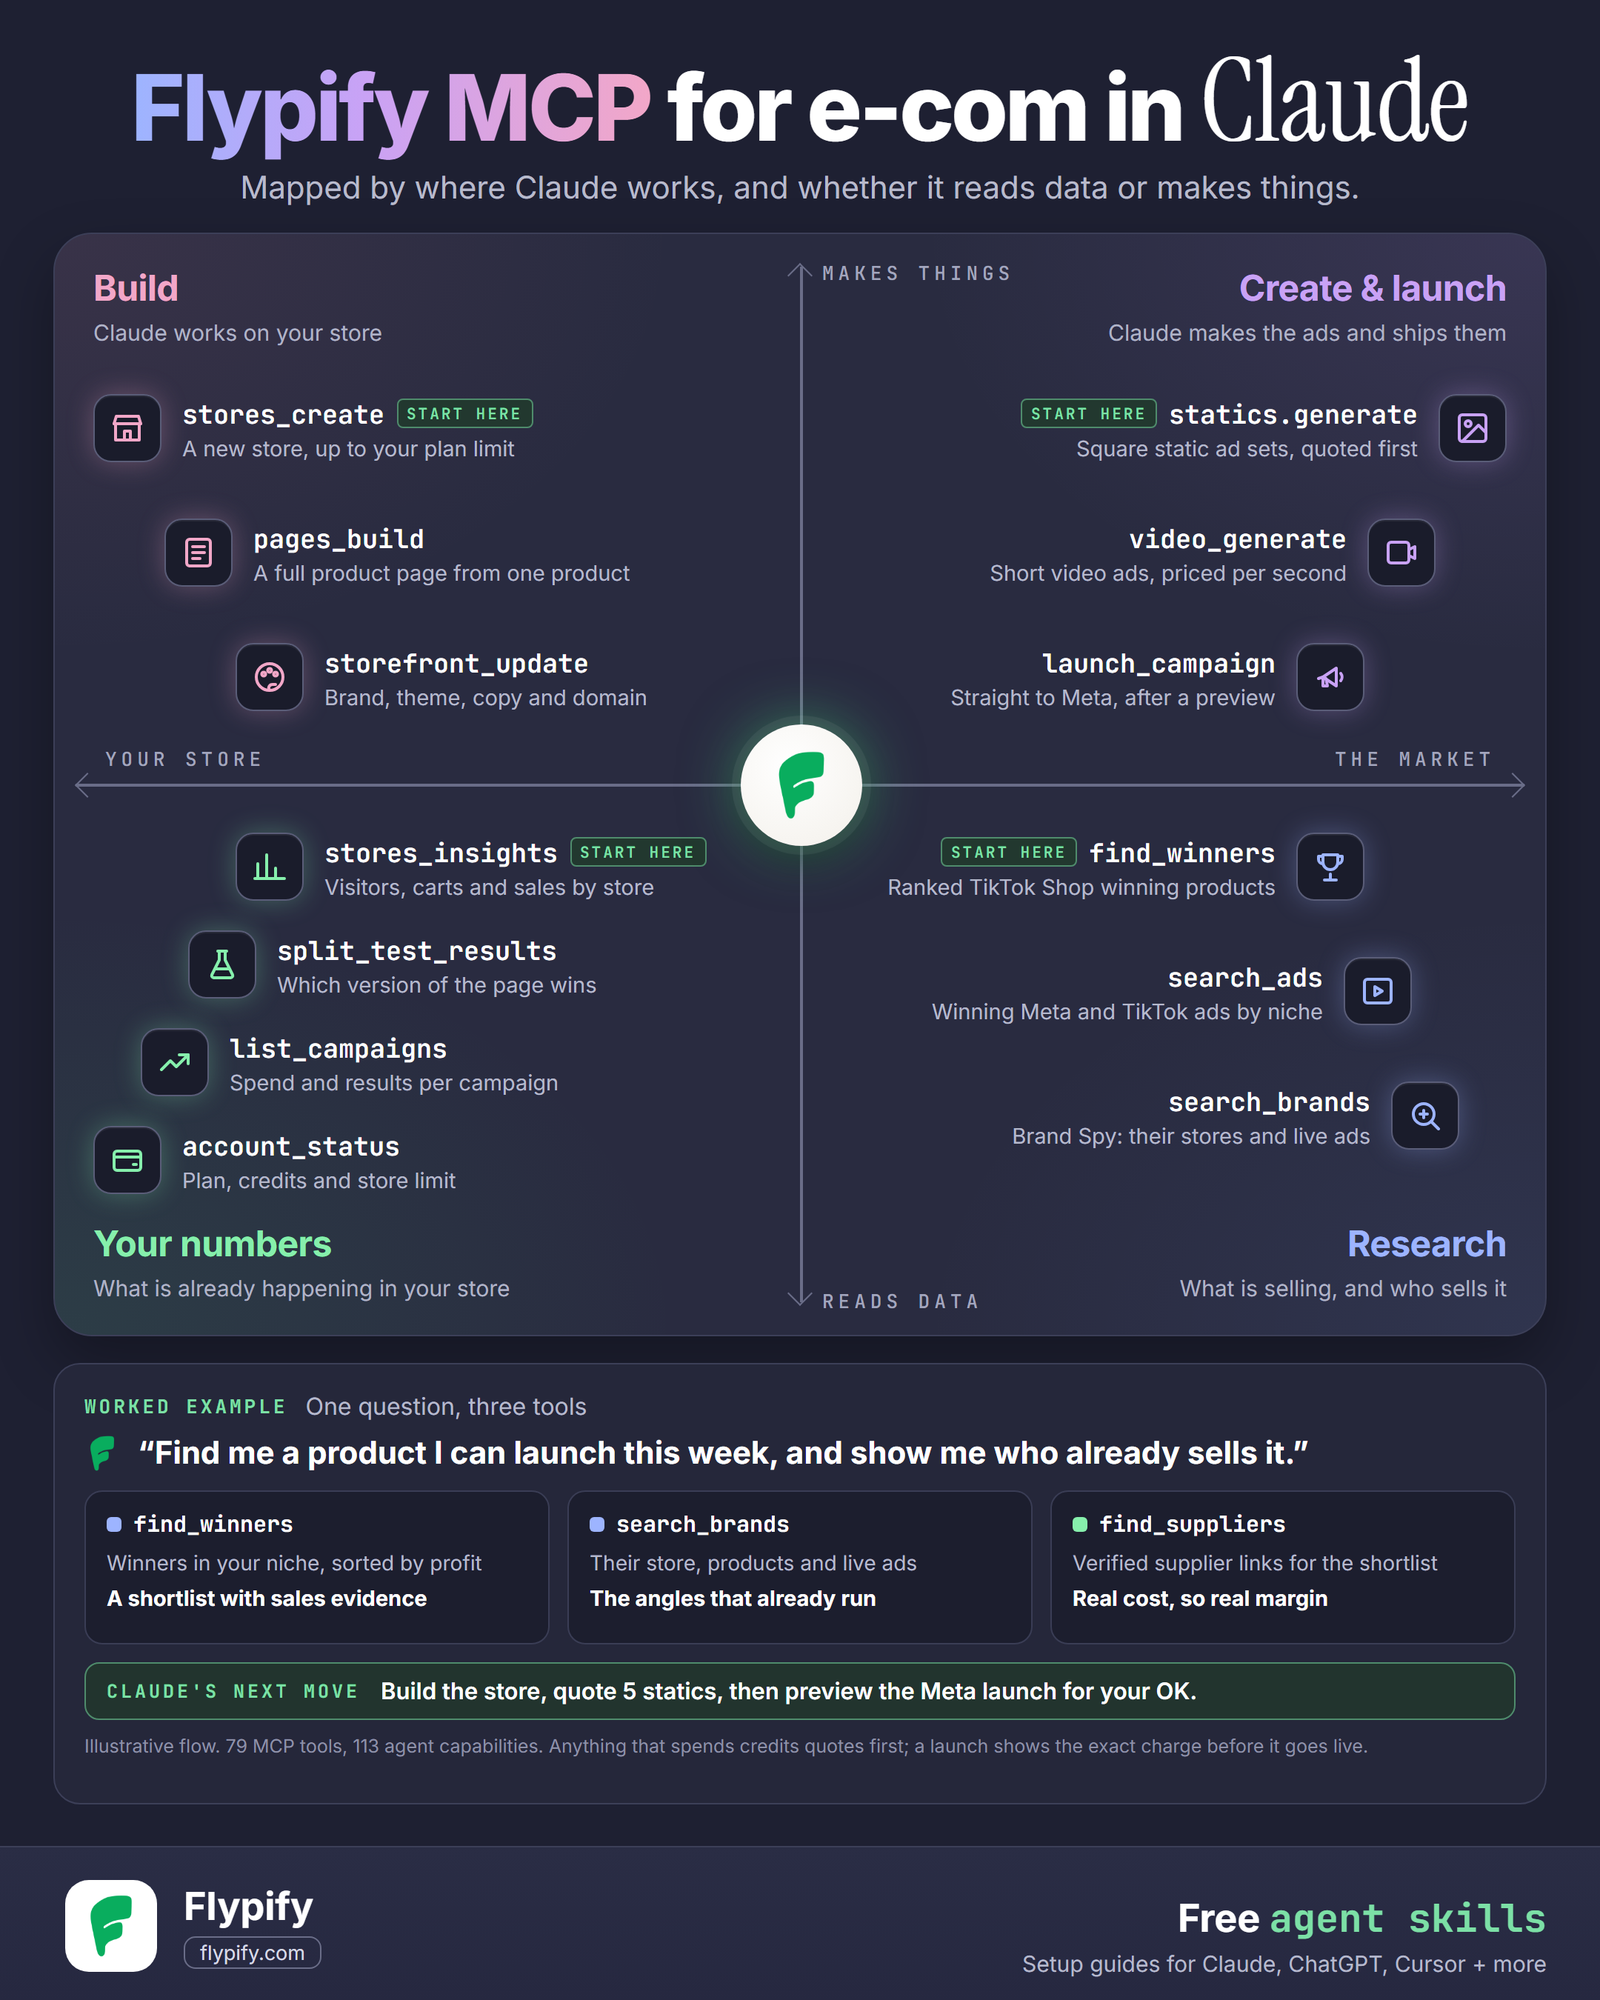 Flypify MCP for e-com in Claude
Mapped by where Claude works, and whether it reads data or makes things.
MAKES THINGS
Build
Claude works on your store
stores_create START HERE
A new store, up to your plan limit
pages_build
A full product page from one product
storefront_update
Brand, theme, copy and domain
Create & launch
Claude makes the ads and ships them
START HERE statics.generate
Square static ad sets, quoted first
video_generate
Short video ads, priced per second
launch_campaign
Straight to Meta, after a preview
YOUR STORE
THE MARKET
stores_insights START HERE
Visitors, carts and sales by store
split_test_results
Which version of the page wins
list_campaigns
Spend and results per campaign
account_status
Plan, credits and store limit
Your numbers
What is already happening in your store
START HERE find_winners
Ranked TikTok Shop winning products
search_ads
Winning Meta and TikTok ads by niche
search_brands
Brand Spy: their stores and live ads
Research
What is selling, and who sells it
READS DATA
WORKED EXAMPLE One question, three tools
“Find me a product I can launch this week, and show me who already sells it.”
find_winners
Winners in your niche, sorted by profit
A shortlist with sales evidence
search_brands
Their store, products and live ads
The angles that already run
find_suppliers
Verified supplier links for the shortlist
Real cost, so real margin
CLAUDE'S NEXT MOVE Build the store, quote 5 statics, then preview the Meta launch for your OK.
Illustrative flow. 79 MCP tools, 113 agent capabilities. Anything that spends credits quotes first; a launch shows the exact charge before it goes live.
Flypify
flypify.com
Free agent skills
Setup guides for Claude, ChatGPT, Cursor + more